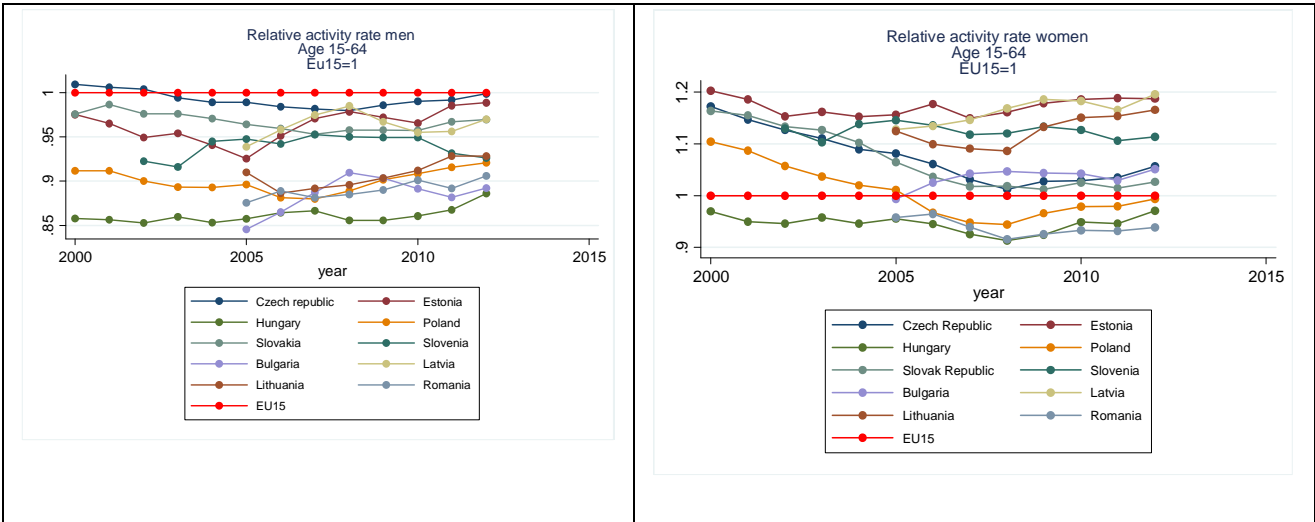 Relative activity rate men
Age 15-64
Eu15=1
1
.95
.9
.85
2000 2005 2010 2015
year
Czech republic Estonia
Hungary Poland
Slovakia Slovenia
Bulgaria Latvia
Lithuania Romania
EU15
Relative activity rate women
Age 15-64
EU15=1
1.2
1.1
1
.9
2000 2005 2010 2015
year
Czech Republic Estonia
Hungary Poland
Slovak Republic Slovenia
Bulgaria Latvia
Lithuania Romania
EU15